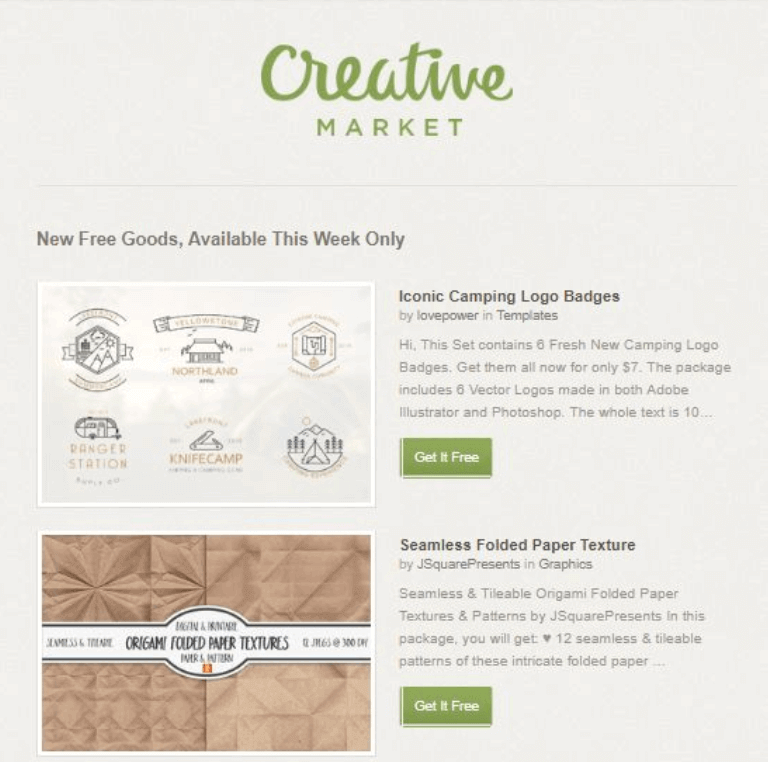 Creative
MARKET
New Free Goods, Available This Week Only
Iconic Camping Logo Badges
by lovepower in Templates
Hi, This Set contains 6 Fresh New Camping Logo
Badges. Get them all now for only $7. The package
includes 6 Vector Logos made in both Adobe
Illustrator and Photoshop. The whole text is 10...
Get It Free
YELLOWSTONE
NORTHLAND
RANGER
STATION
SUPPLY CO.
LAKEFRONT
KNIFECAMP
Seamless Folded Paper Texture
by JSquarePresents in Graphics
Seamless & Tileable Origami Folded Paper
Textures & Patterns by JSquarePresents In this
package, you will get: ♥ 12 seamless & tileable
patterns of these intricate folded paper ...
Get It Free
DIGITAL & PRINTABLE
SEAMLESS & TILEABLE
ORIGAMI FOLDED PAPER TEXTURES
12 JPEGS @ 300 DPI
PAPER & PATTERN